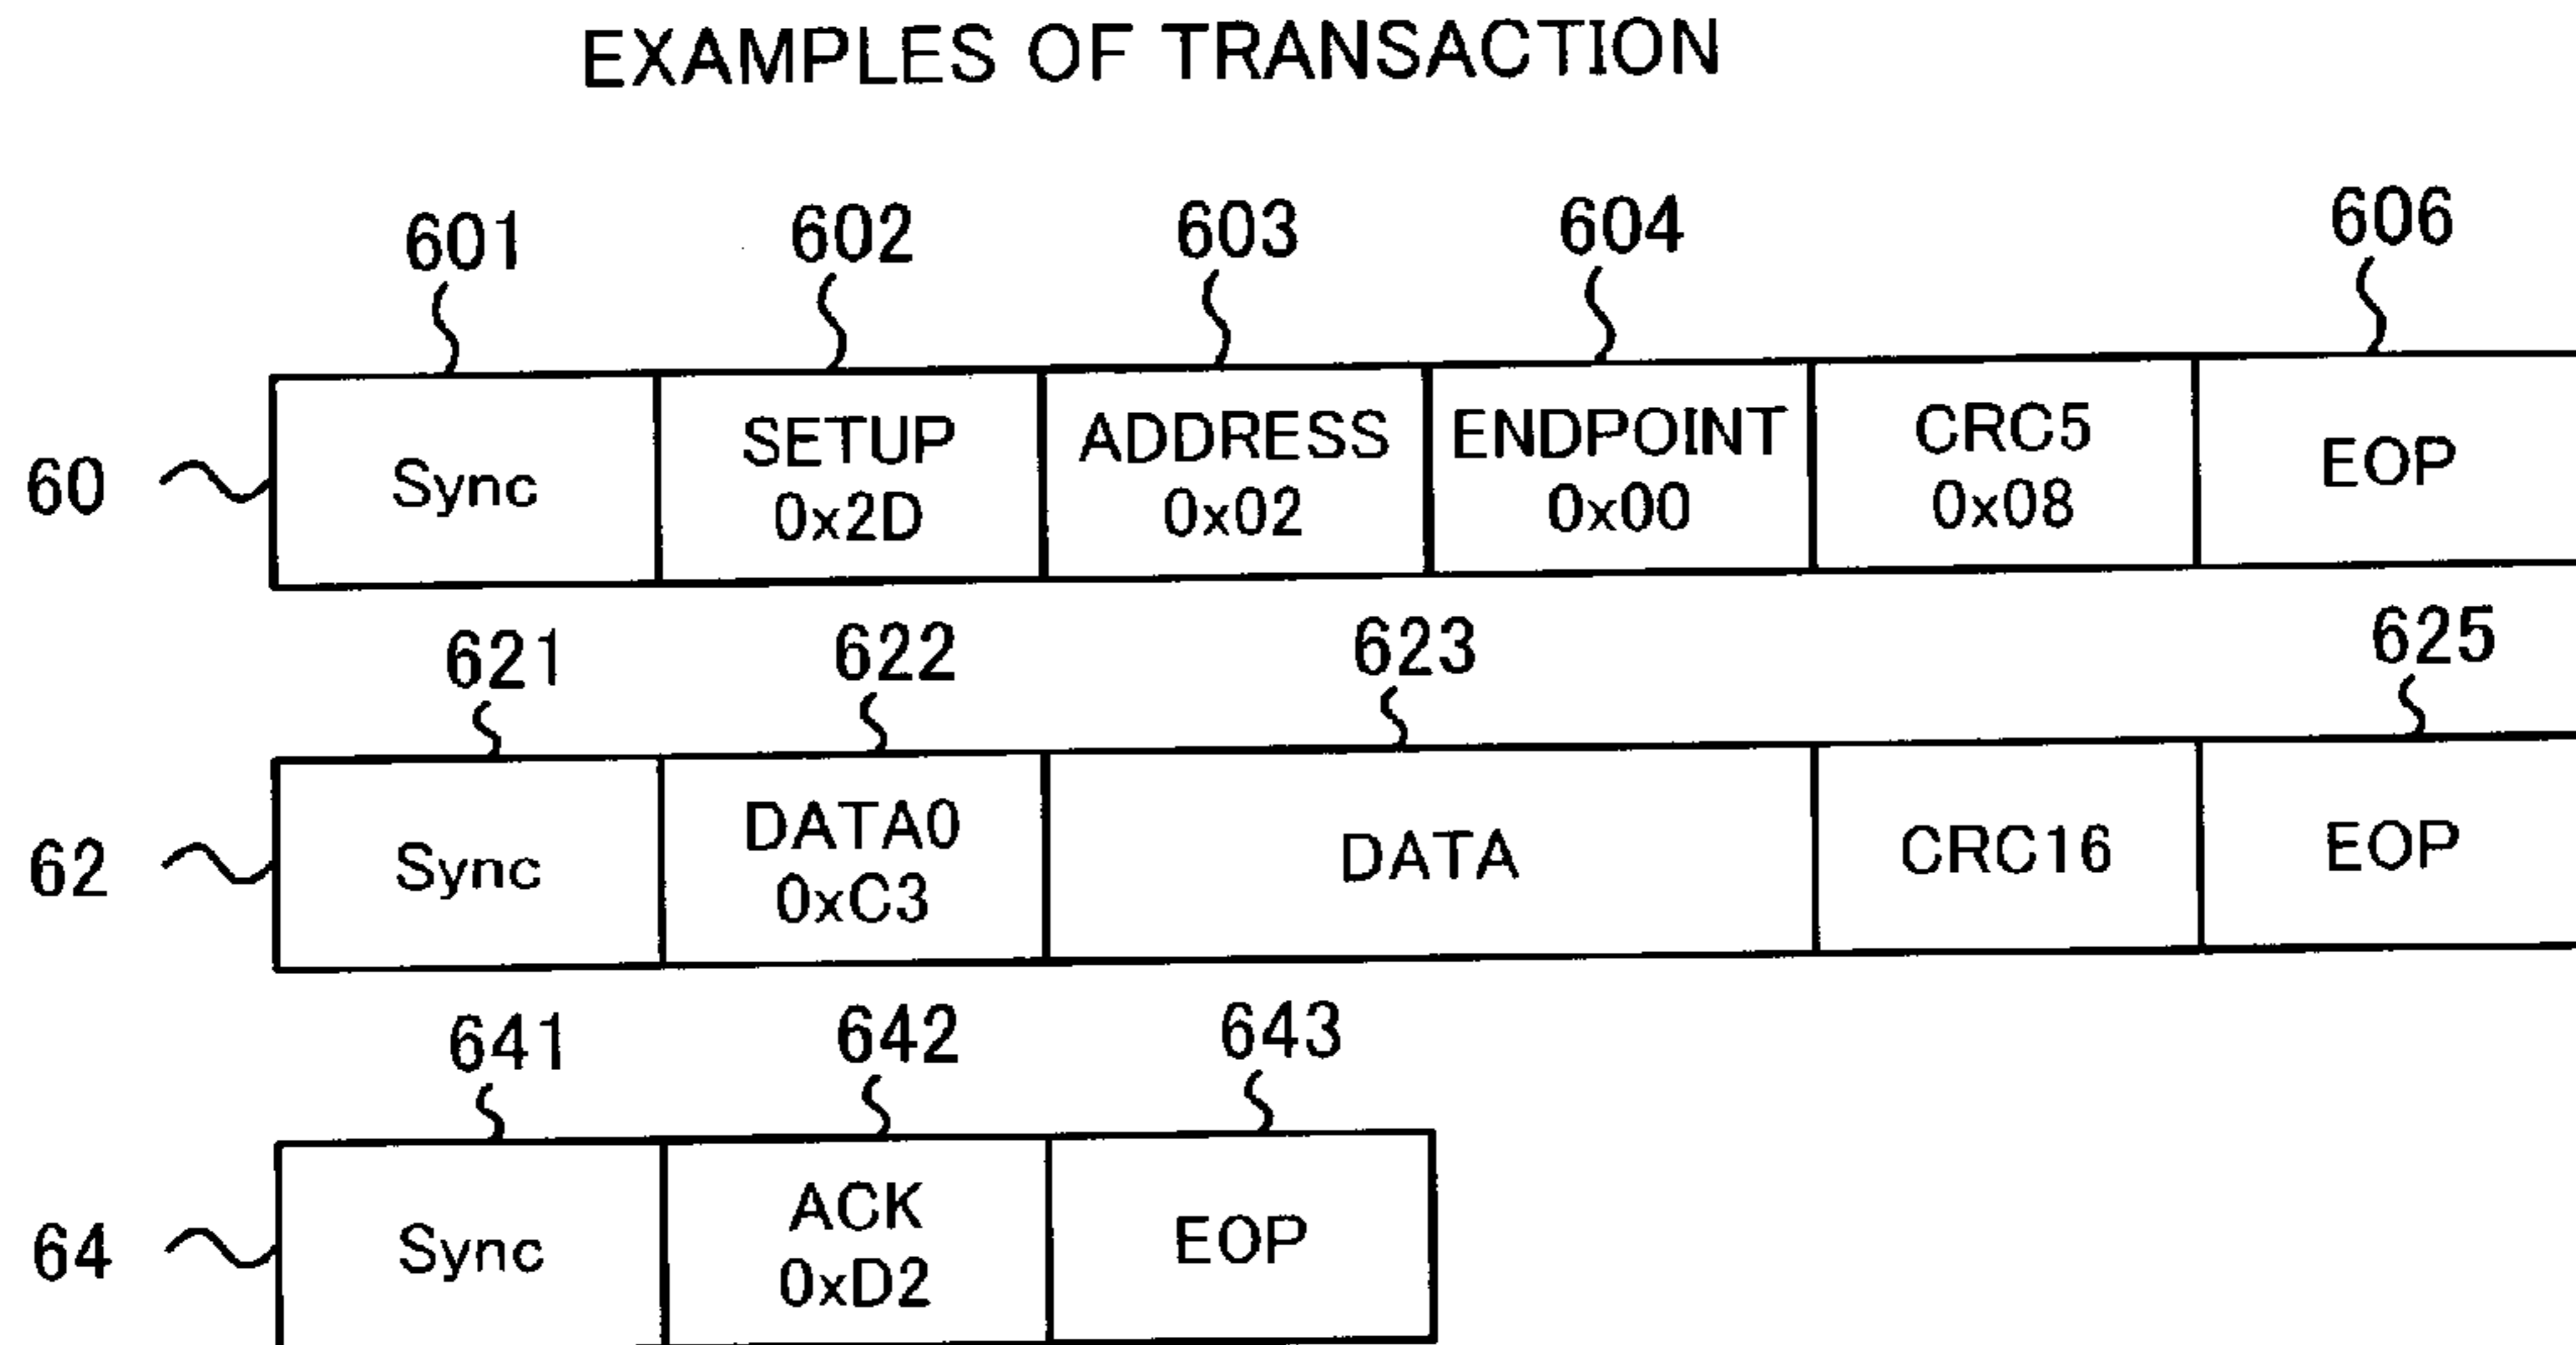 EXAMPLES OF TRANSACTION
601 602 603 604 606
60 Sync SETUP 0x2D ADDRESS 0x02 ENDPOINT 0x00 CRC5 0x08 EOP
621 622 623 625
62 Sync DATA0 0xC3 DATA CRC16 EOP
641 642 643
64 Sync ACK 0xD2 EOP